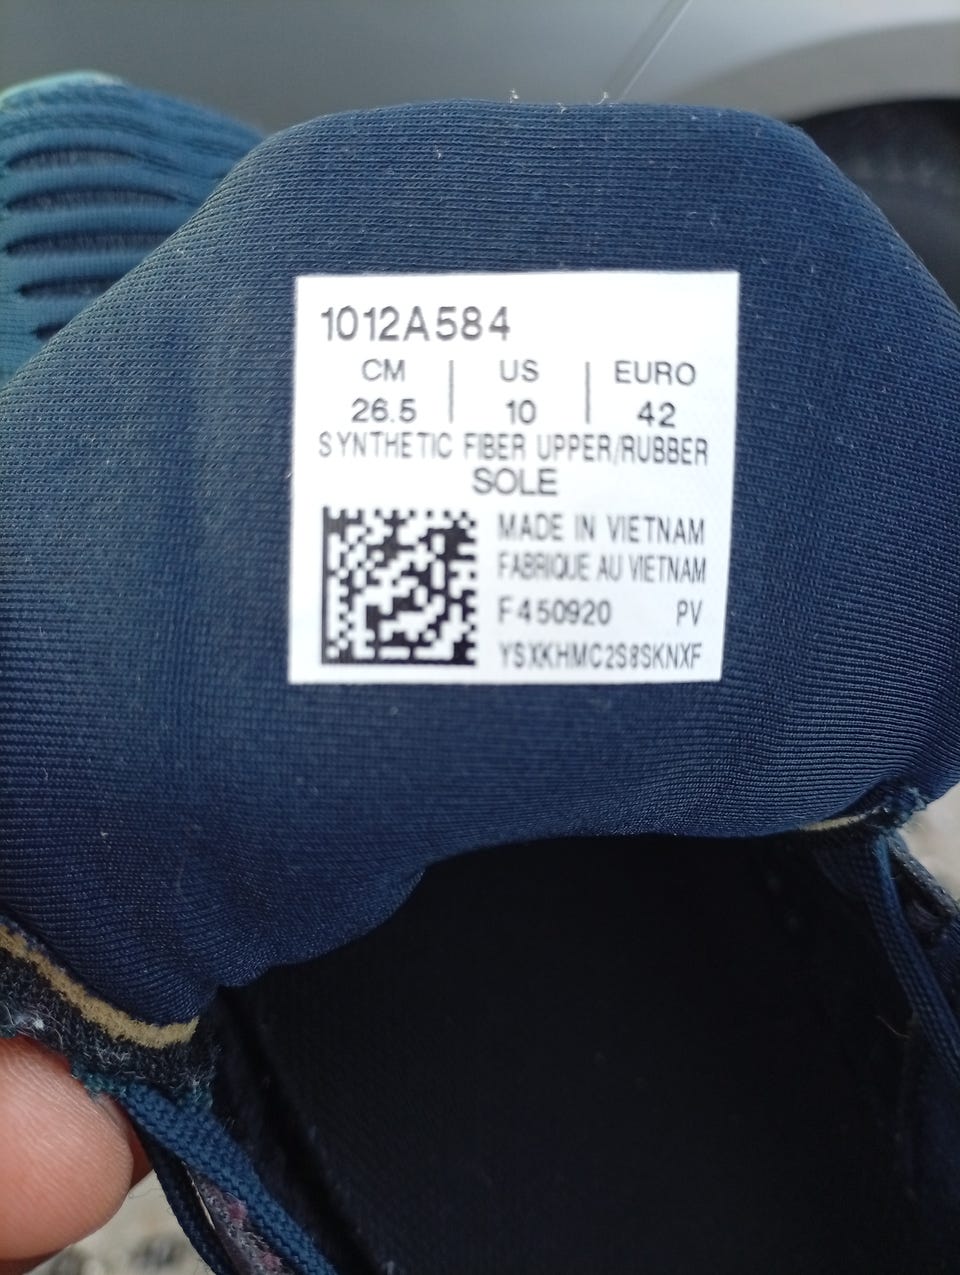 1012A584
CM | US | EURO
26.5 | 10 | 42
SYNTHETIC FIBER UPPER/RUBBER
SOLE
MADE IN VIETNAM
FABRIQUE AU VIETNAM
F450920 PV
YSXKHMC2S8SKNXF